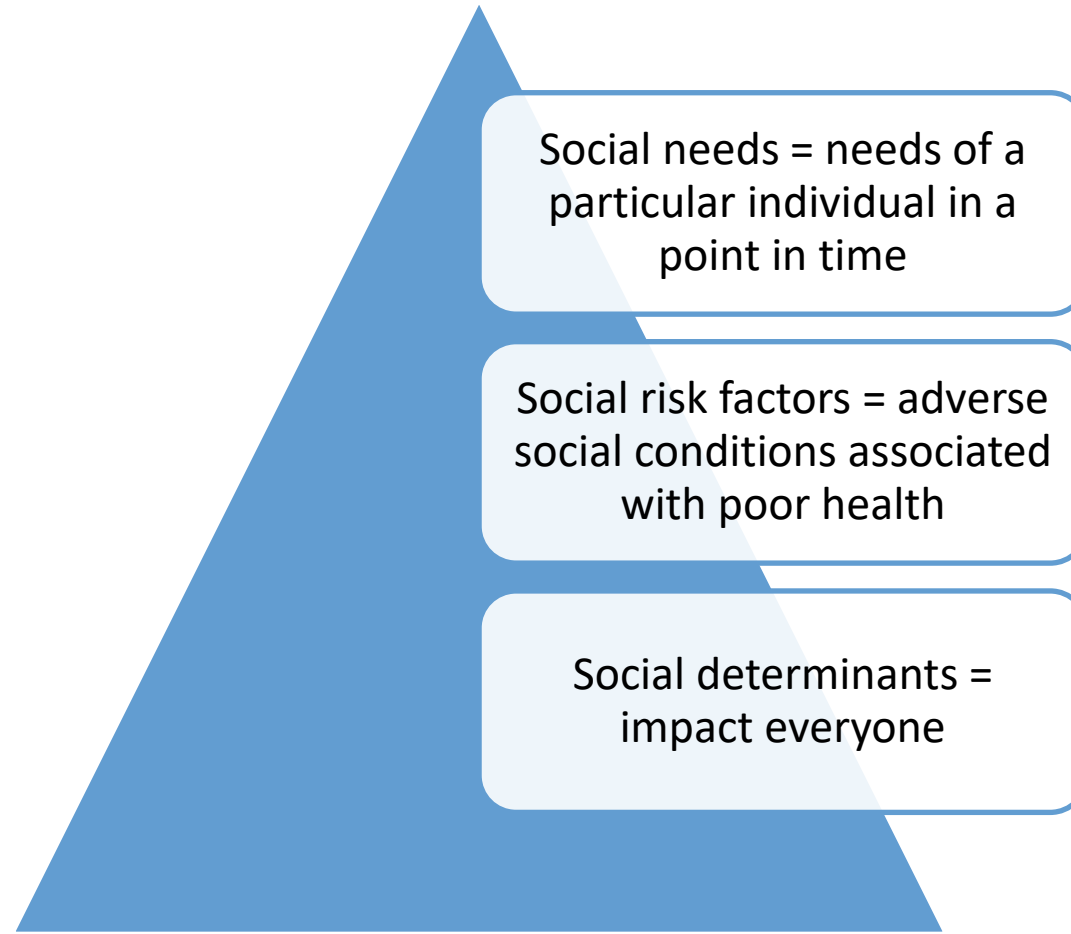 Social needs = needs of a
particular individual in a
point in time
Social risk factors = adverse
social conditions associated
with poor health
Social determinants =
impact everyone